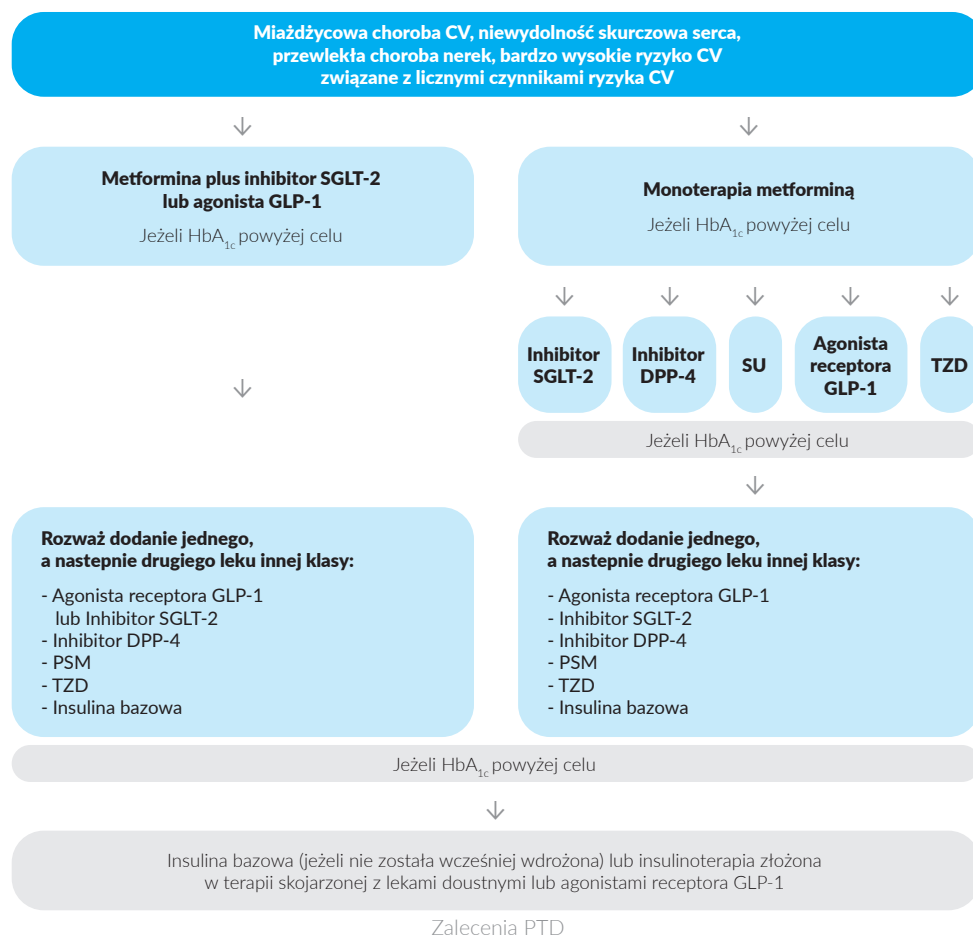 Miażdżycowa choroba CV, niewydolność skurczowa serca,
przewlekła choroba nerek, bardzo wysokie ryzyko CV
związane z licznymi czynnikami ryzyka CV
Metformina plus inhibitor SGLT-2
lub agonista GLP-1
Jeżeli HbA1c powyżej celu
Monoterapia metforminą
Jeżeli HbA1c powyżej celu
Inhibitor
SGLT-2
Inhibitor
DPP-4
SU
Agonista
receptora
GLP-1
TZD
Jeżeli HbA1c powyżej celu
Rozważ dodanie jednego,
a nastepnie drugiego leku innej klasy:
- Agonista receptora GLP-1
lub Inhibitor SGLT-2
- Inhibitor DPP-4
- PSM
- TZD
- Insulina bazowa
Rozważ dodanie jednego,
a nastepnie drugiego leku innej klasy:
- Agonista receptora GLP-1
- Inhibitor SGLT-2
- Inhibitor DPP-4
- PSM
- TZD
- Insulina bazowa
Jeżeli HbA1c powyżej celu
Insulina bazowa (jeżeli nie została wcześniej wdrożona) lub insulinoterapia złożona
w terapii skojarzonej z lekami doustnymi lub agonistami receptora GLP-1
Zalecenia PTD